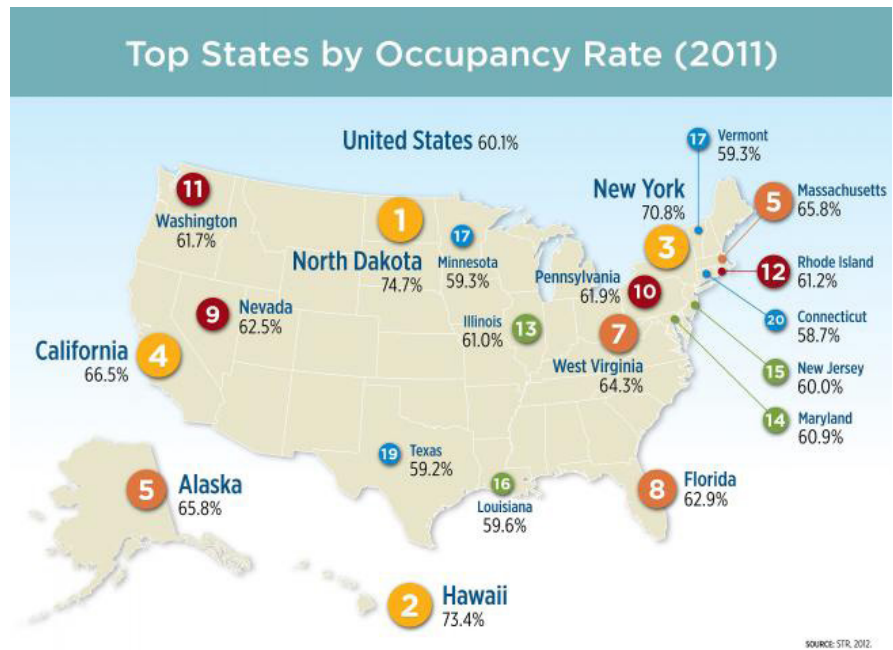 Top States by Occupancy Rate (2011)
United States 60.1%
17
Vermont
59.3%
11
Washington
61.7%
1
North Dakota
74.7%
17
Minnesota
59.3%
New York
70.8%
3
5
Massachusetts
65.8%
Pennsylvania
61.9%
10
12
Rhode Island
61.2%
9
Nevada
62.5%
Illinois
61.0%
13
20
Connecticut
58.7%
California
66.5%
4
7
West Virginia
64.3%
15
New Jersey
60.0%
14
Maryland
60.9%
19
Texas
59.2%
16
Louisiana
59.6%
8
Florida
62.9%
5
Alaska
65.8%
2
Hawaii
73.4%
SOURCE: STR, 2012.